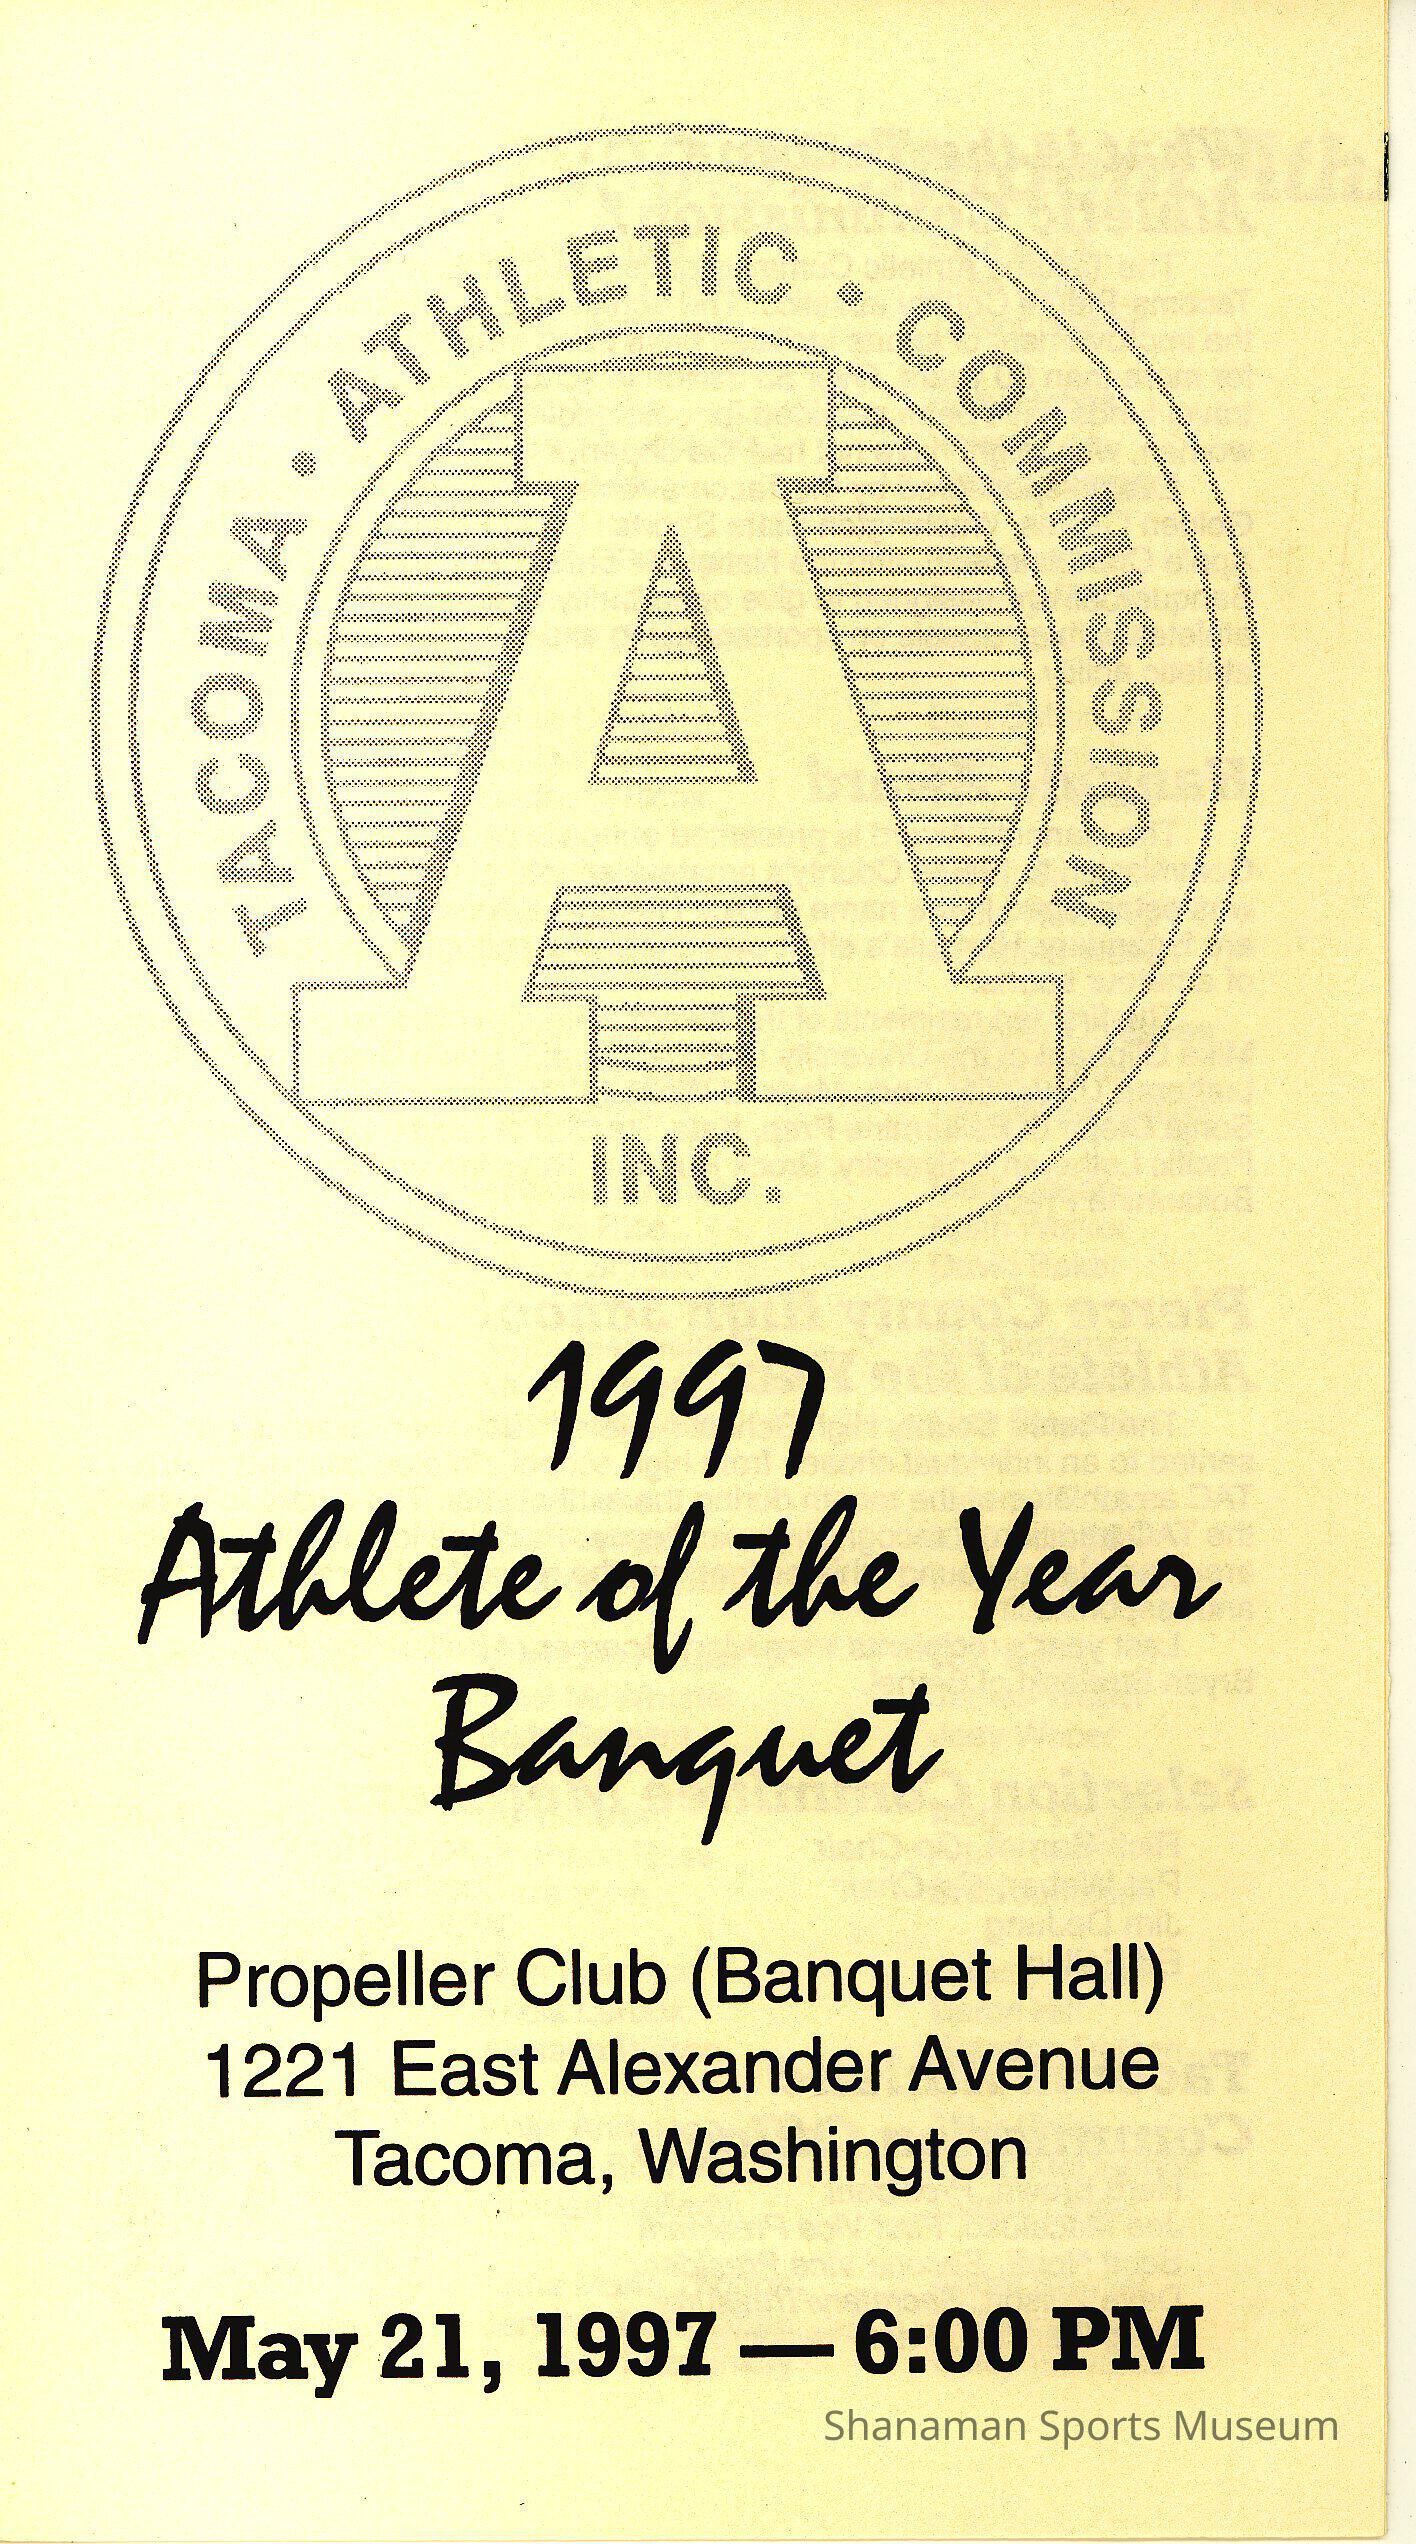 TACOMA • ATHLETIC • COMMISSION
INC.
1997
Athlete of the Year
Banquet
Propeller Club (Banquet Hall)
1221 East Alexander Avenue
Tacoma, Washington
May 21, 1997 — 6:00 PM
Shanaman Sports Museum